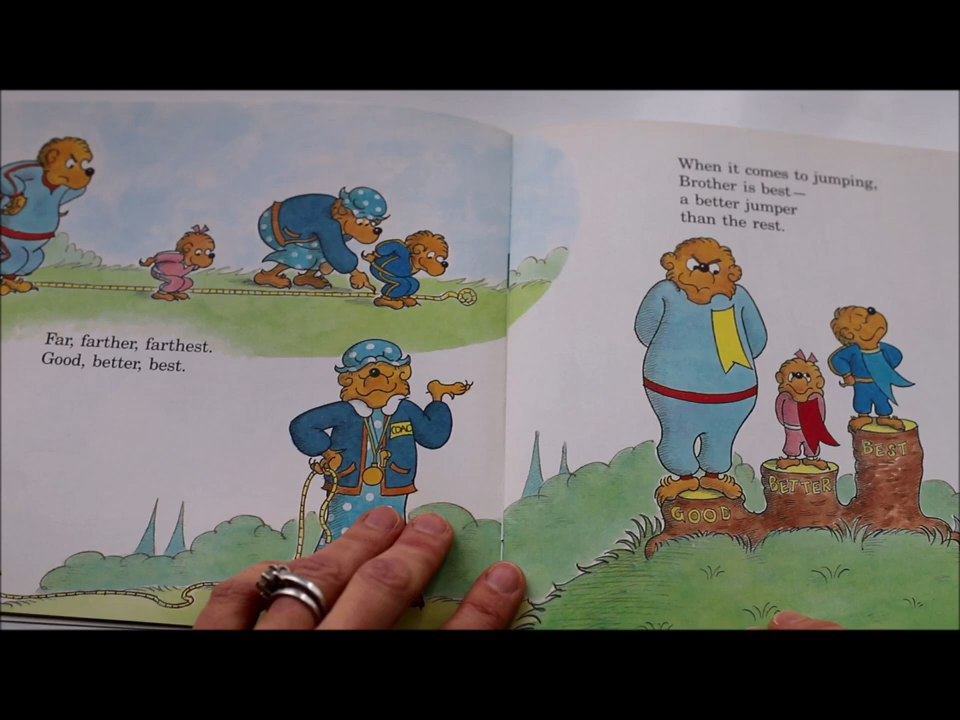 Far, farther, farthest.
Good, better, best.
COAC
When it comes to jumping,
Brother is best—
a better jumper
than the rest.
GOOD
BETTER
BEST